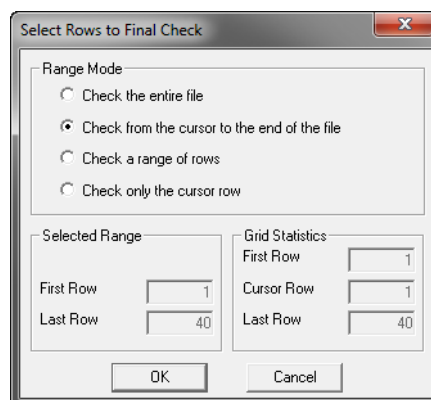 Select Rows to Final Check
Range Mode
Check the entire file
Check from the cursor to the end of the file
Check a range of rows
Check only the cursor row
Selected Range
First Row 1
Last Row 40
Grid Statistics
First Row 1
Cursor Row 1
Last Row 40
OK
Cancel